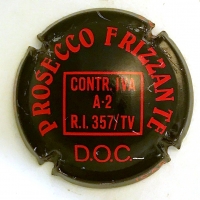 PROSECCO FRIZZANTE
CONTR. IVA
A-2
R.I. 357/TV
D.O.C.